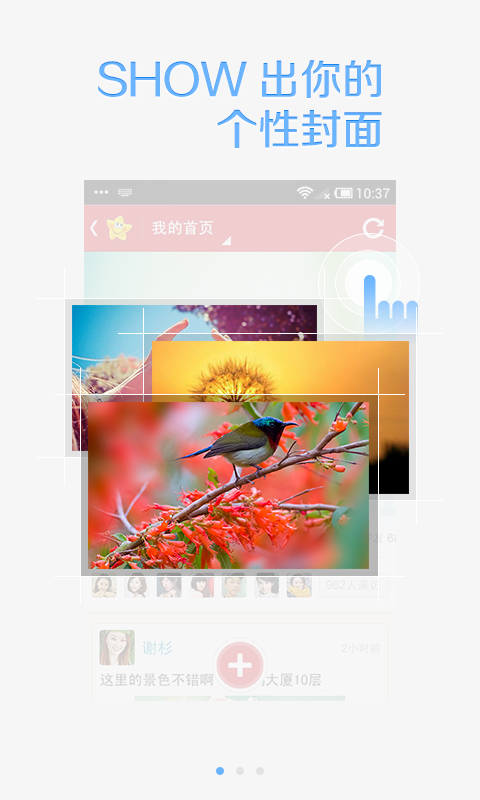 SHOW 出你的
个性封面
10:37
我的首页
962人来访
谢杉
2小时前
这里的景色不错啊
大厦10层